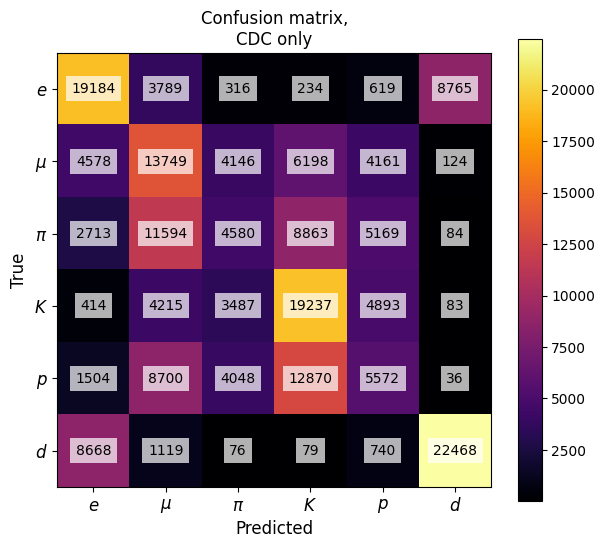 Confusion matrix,
CDC only
e 19184 3789 316 234 619 8765
μ 4578 13749 4146 6198 4161 124
π 2713 11594 4580 8863 5169 84
K 414 4215 3487 19237 4893 83
p 1504 8700 4048 12870 5572 36
d 8668 1119 76 79 740 22468
e μ π K p d
True
Predicted
20000
17500
15000
12500
10000
7500
5000
2500